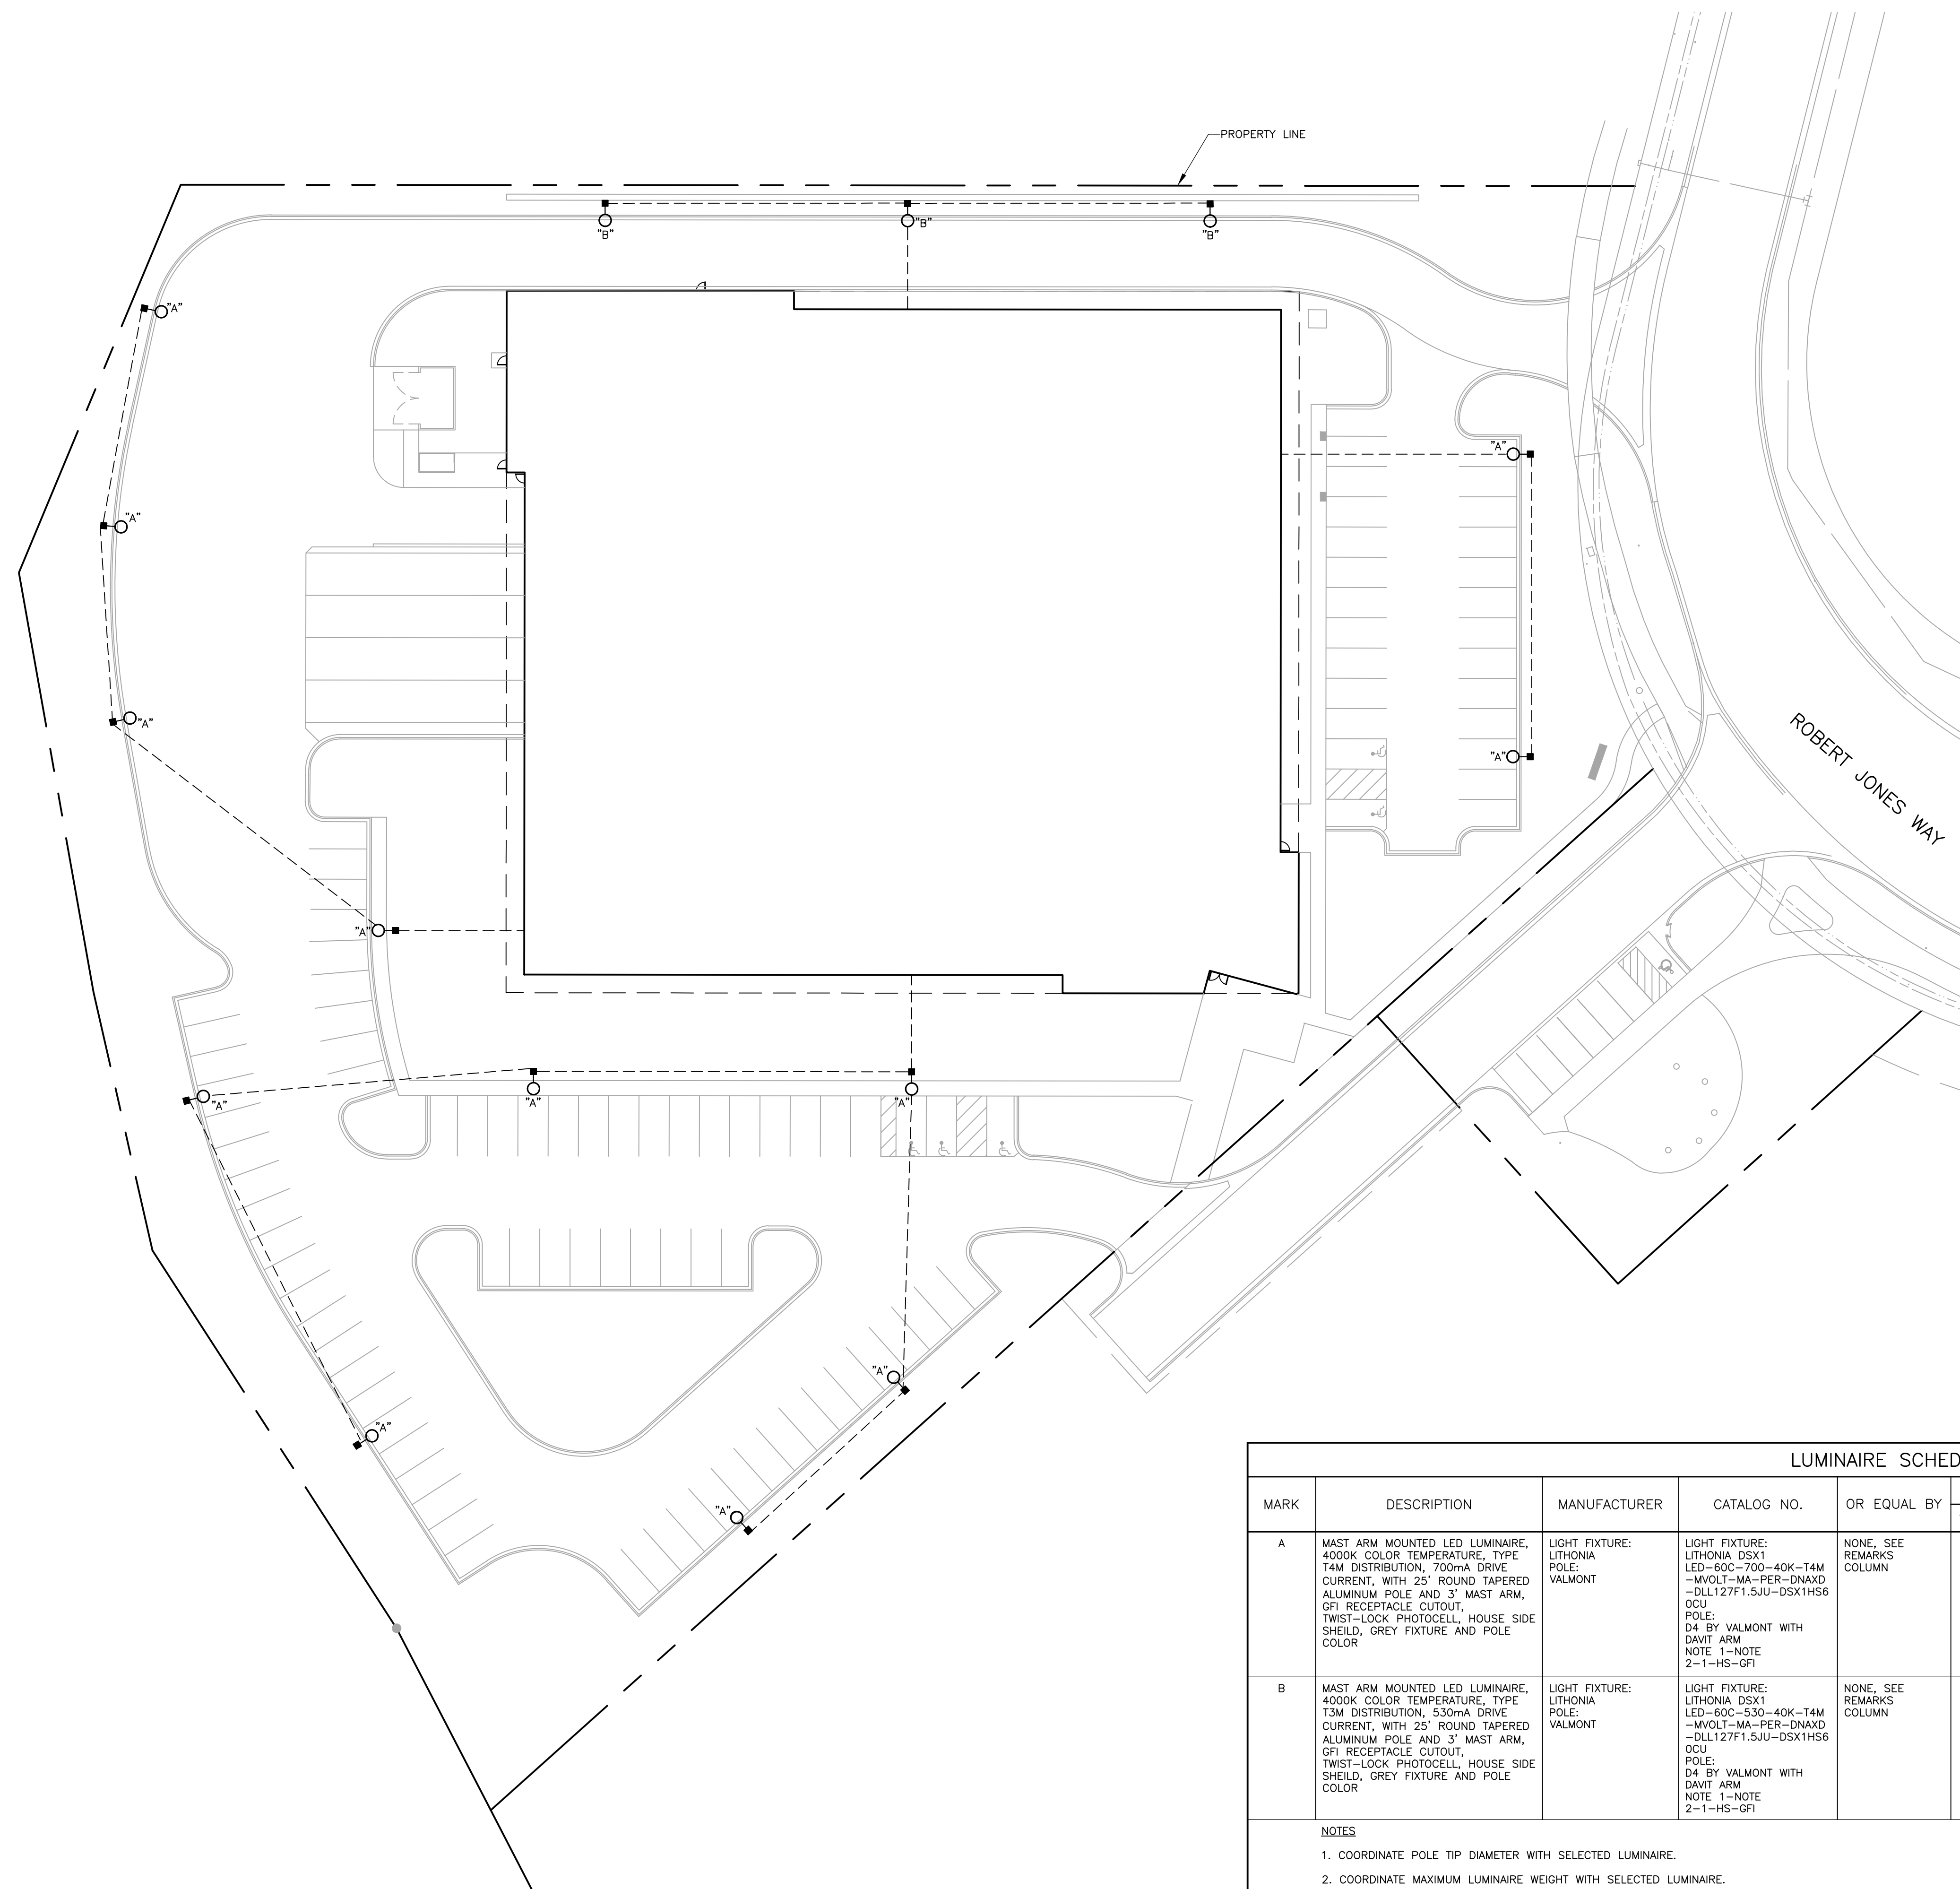 PROPERTY LINE
"B"
"B"
"B"
"A"
"A"
"A"
"A"
"A"
ROBERT JONES WAY
"A"
"A"
"A"
"A"
"A"
"A"
"A"
LUMINAIRE SCHED
MARK
DESCRIPTION
MANUFACTURER
CATALOG NO.
OR EQUAL BY
A
MAST ARM MOUNTED LED LUMINAIRE,
4000K COLOR TEMPERATURE, TYPE
T4M DISTRIBUTION, 700mA DRIVE
CURRENT, WITH 25' ROUND TAPERED
ALUMINUM POLE AND 3' MAST ARM,
GFI RECEPTACLE CUTOUT,
TWIST-LOCK PHOTOCELL, HOUSE SIDE
SHEILD, GREY FIXTURE AND POLE
COLOR
LIGHT FIXTURE:
LITHONIA
POLE:
VALMONT
LIGHT FIXTURE:
LITHONIA DSX1
LED-60C-700-40K-T4M
-MVOLT-MA-PER-DNAXD
-DLL127F1.5JU-DSX1HS6
0CU
POLE:
D4 BY VALMONT WITH
DAVIT ARM
NOTE 1-NOTE
2-1-HS-GFI
NONE, SEE
REMARKS
COLUMN
B
MAST ARM MOUNTED LED LUMINAIRE,
4000K COLOR TEMPERATURE, TYPE
T3M DISTRIBUTION, 530mA DRIVE
CURRENT, WITH 25' ROUND TAPERED
ALUMINUM POLE AND 3' MAST ARM,
GFI RECEPTACLE CUTOUT,
TWIST-LOCK PHOTOCELL, HOUSE SIDE
SHEILD, GREY FIXTURE AND POLE
COLOR
LIGHT FIXTURE:
LITHONIA
POLE:
VALMONT
LIGHT FIXTURE:
LITHONIA DSX1
LED-60C-530-40K-T4M
-MVOLT-MA-PER-DNAXD
-DLL127F1.5JU-DSX1HS6
0CU
POLE:
D4 BY VALMONT WITH
DAVIT ARM
NOTE 1-NOTE
2-1-HS-GFI
NONE, SEE
REMARKS
COLUMN
NOTES
1. COORDINATE POLE TIP DIAMETER WITH SELECTED LUMINAIRE.
2. COORDINATE MAXIMUM LUMINAIRE WEIGHT WITH SELECTED LUMINAIRE.